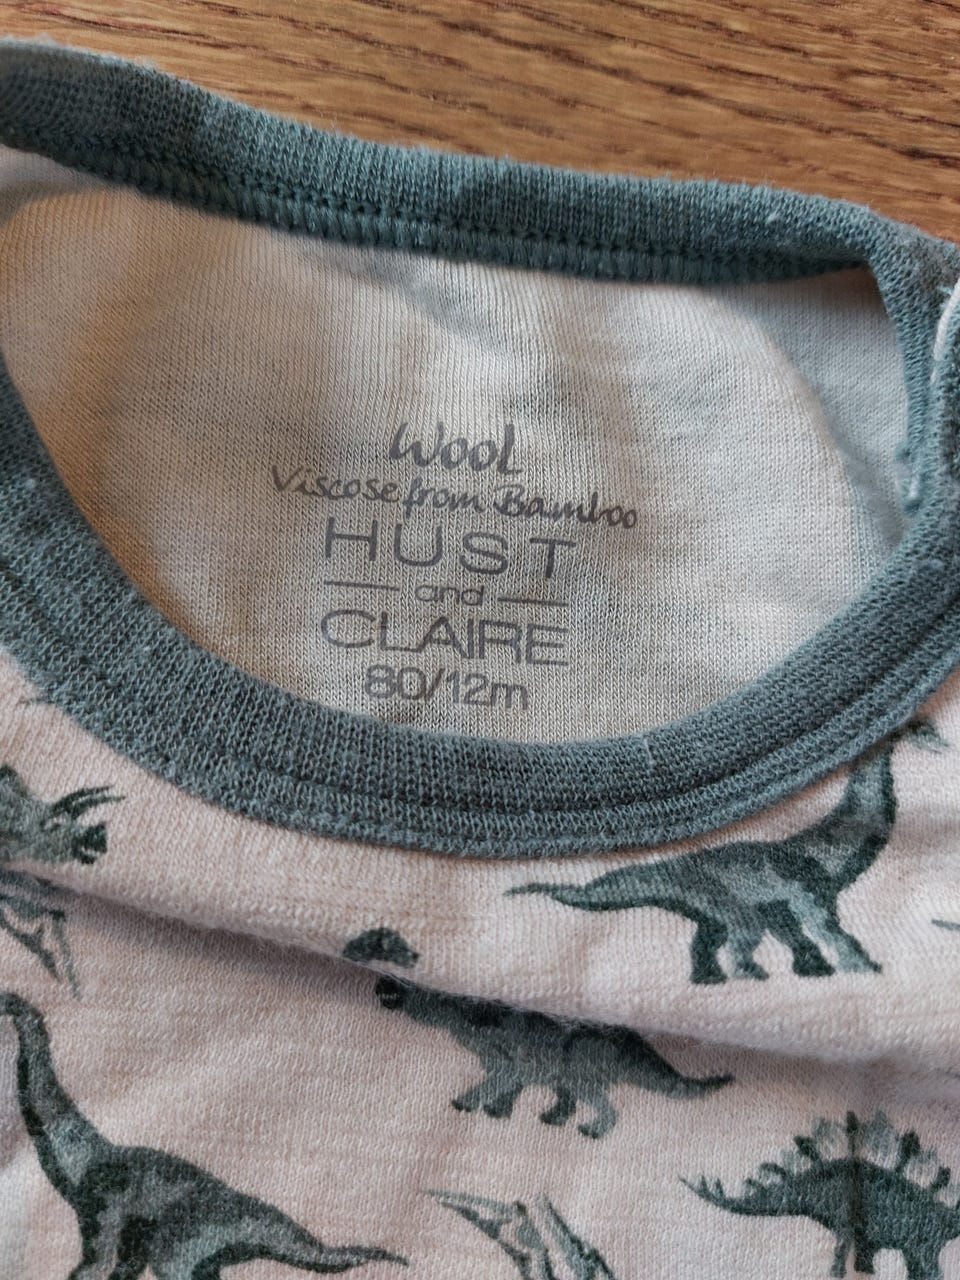 Wool
Viscose from Bamboo
HUST
and
CLAIRE
80/12m